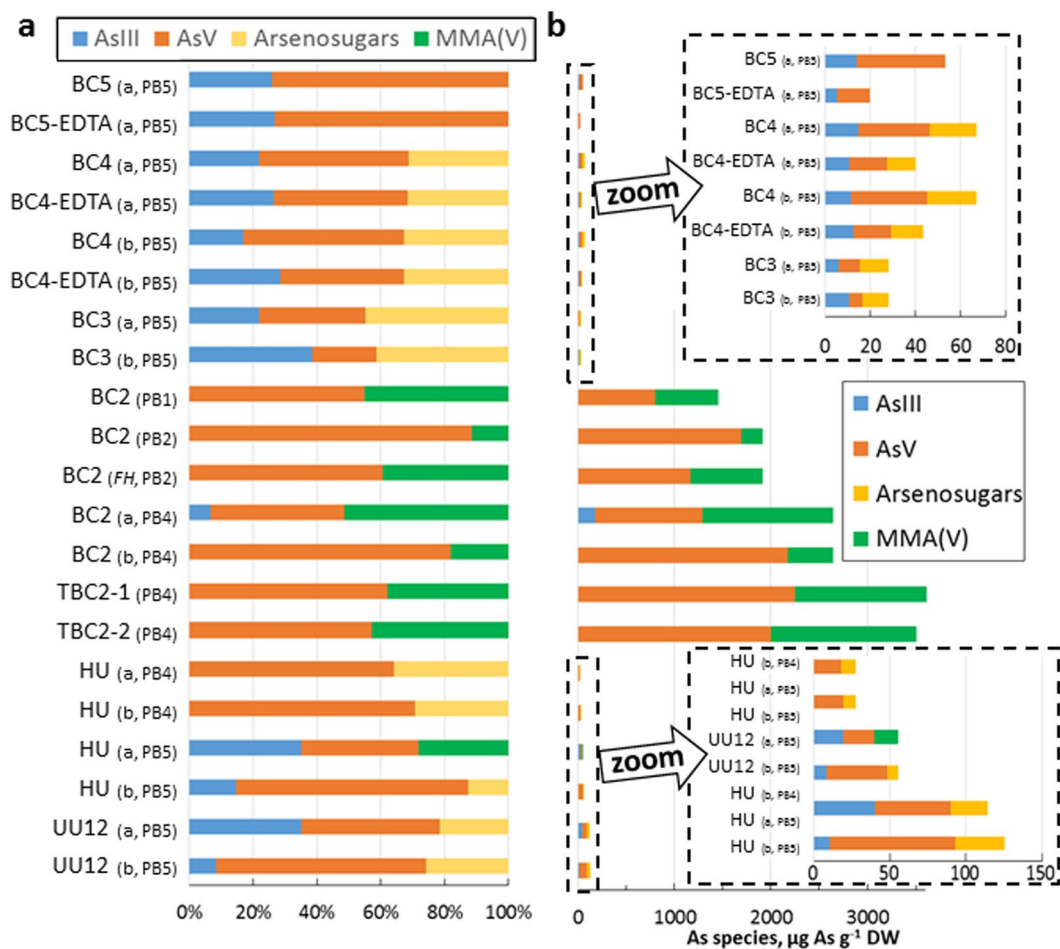 a
AsIII AsV Arsenosugars MMA(V)
BC5 (a, PB5)
BC5-EDTA (a, PB5)
BC4 (a, PB5)
BC4-EDTA (a, PB5)
BC4 (b, PB5)
BC4-EDTA (b, PB5)
BC3 (a, PB5)
BC3 (b, PB5)
BC2 (PB1)
BC2 (PB2)
BC2 (FH, PB2)
BC2 (a, PB4)
BC2 (b, PB4)
TBC2-1 (PB4)
TBC2-2 (PB4)
HU (a, PB4)
HU (b, PB4)
HU (a, PB5)
HU (b, PB5)
UU12 (a, PB5)
UU12 (b, PB5)
0% 20% 40% 60% 80% 100%
b
zoom
BC5 (a, PB5)
BC5-EDTA (a, PB5)
BC4 (a, PB5)
BC4-EDTA (a, PB5)
BC4 (b, PB5)
BC4-EDTA (b, PB5)
BC3 (a, PB5)
BC3 (b, PB5)
0 20 40 60 80
AsIII
AsV
Arsenosugars
MMA(V)
zoom
HU (b, PB4)
HU (a, PB5)
HU (b, PB5)
UU12 (a, PB5)
UU12 (b, PB5)
HU (b, PB4)
HU (a, PB5)
HU (b, PB5)
0 50 100 150
0 1000 2000 3000
As species, µg As g-1 DW